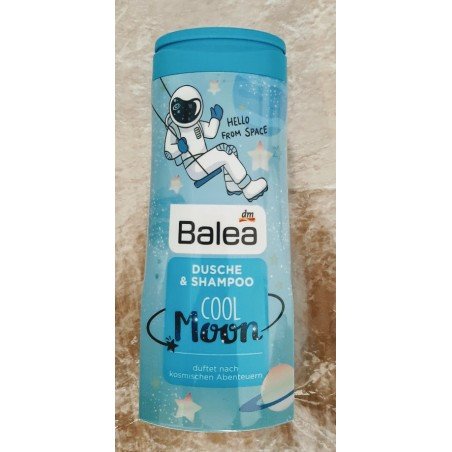 HELLO
FROM SPACE
dm
Balea
DUSCHE
& SHAMPOO
COOL
Moon
duftet nach
kosmischen Abenteuern